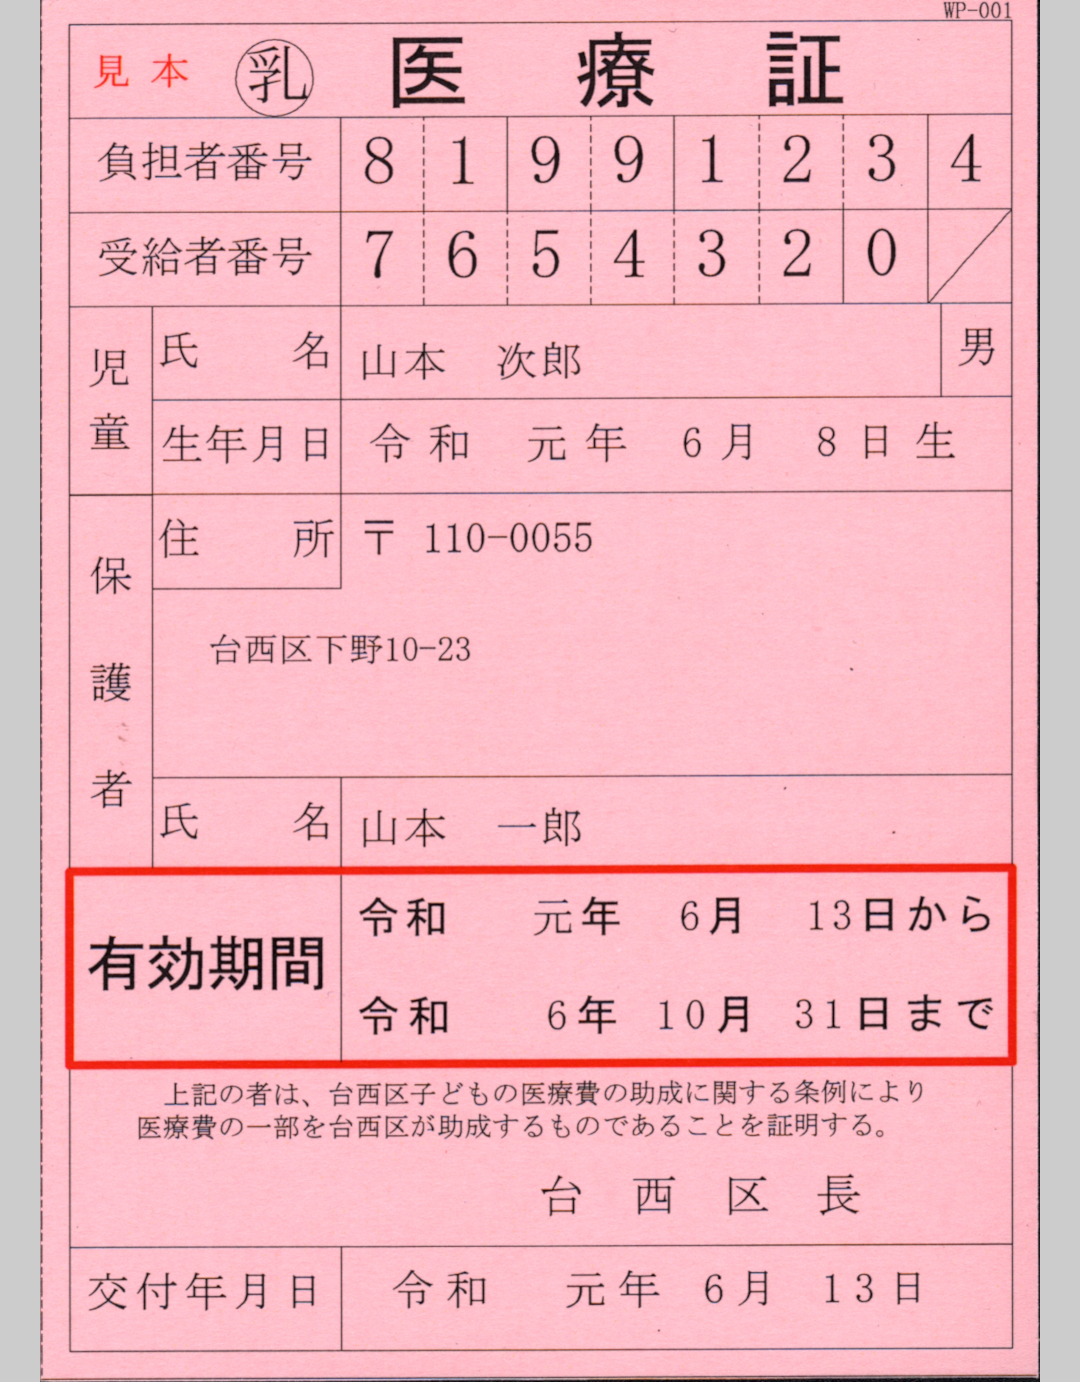 WP-001
見本 乳 医療証
負担者番号 8 1 9 9 1 2 3 4
受給者番号 7 6 5 4 3 2 0
児童 氏名 山本 次郎 男
生年月日 令和 元年 6月 8日生
保護者 住所 〒110-0055
台西区下野10-23
氏名 山本 一郎
有効期間 令和 元年 6月 13日から
令和 6年 10月 31日まで
上記の者は、台西区子どもの医療費の助成に関する条例により
医療費の一部を台西区が助成するものであることを証明する。
台西区長
交付年月日 令和 元年 6月 13日